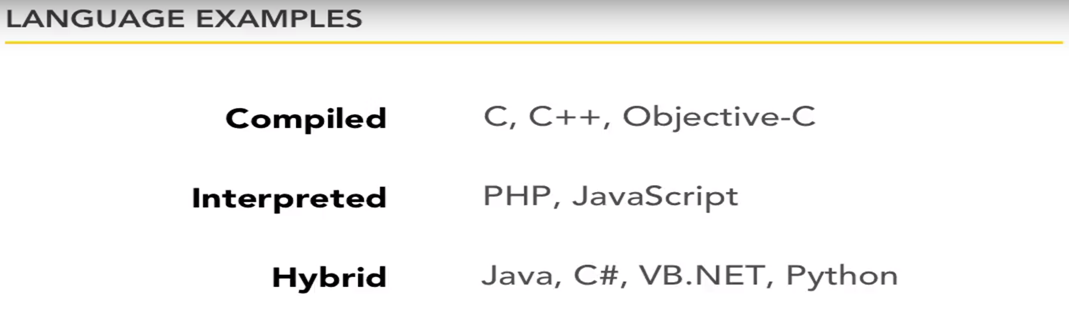 LANGUAGE EXAMPLES
Compiled C, C++, Objective-C
Interpreted PHP, JavaScript
Hybrid Java, C#, VB.NET, Python